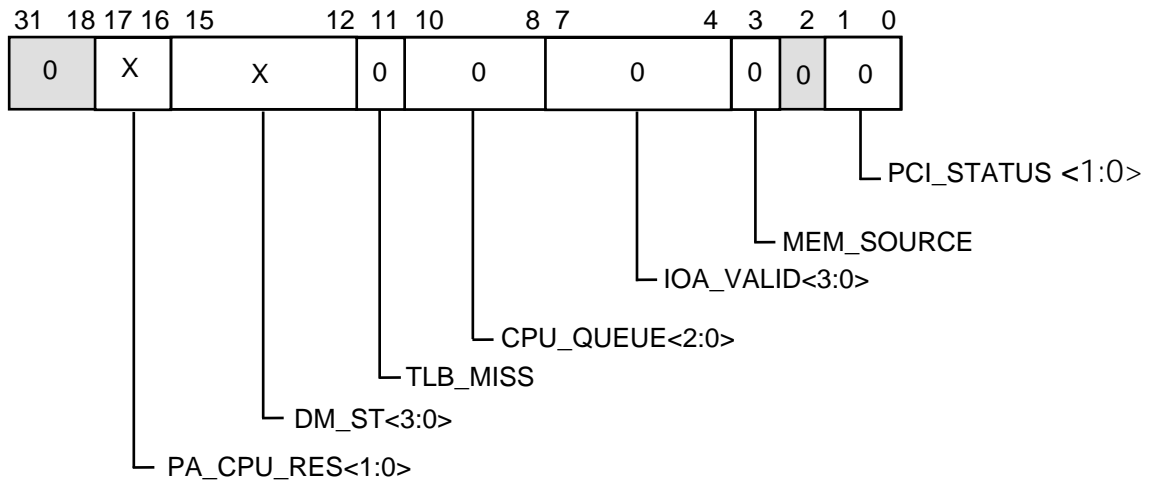 31 18 17 16 15 12 11 10 8 7 4 3 2 1 0
0 X X 0 0 0 0 0 0
PCI_STATUS <1:0>
MEM_SOURCE
IOA_VALID<3:0>
CPU_QUEUE<2:0>
TLB_MISS
DM_ST<3:0>
PA_CPU_RES<1:0>